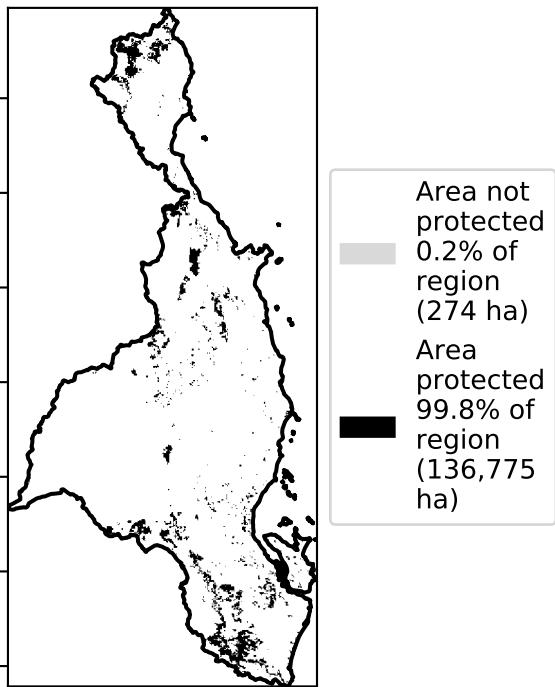 Area not
protected
0.2% of
region
(274 ha)
Area
protected
99.8% of
region
(136,775
ha)